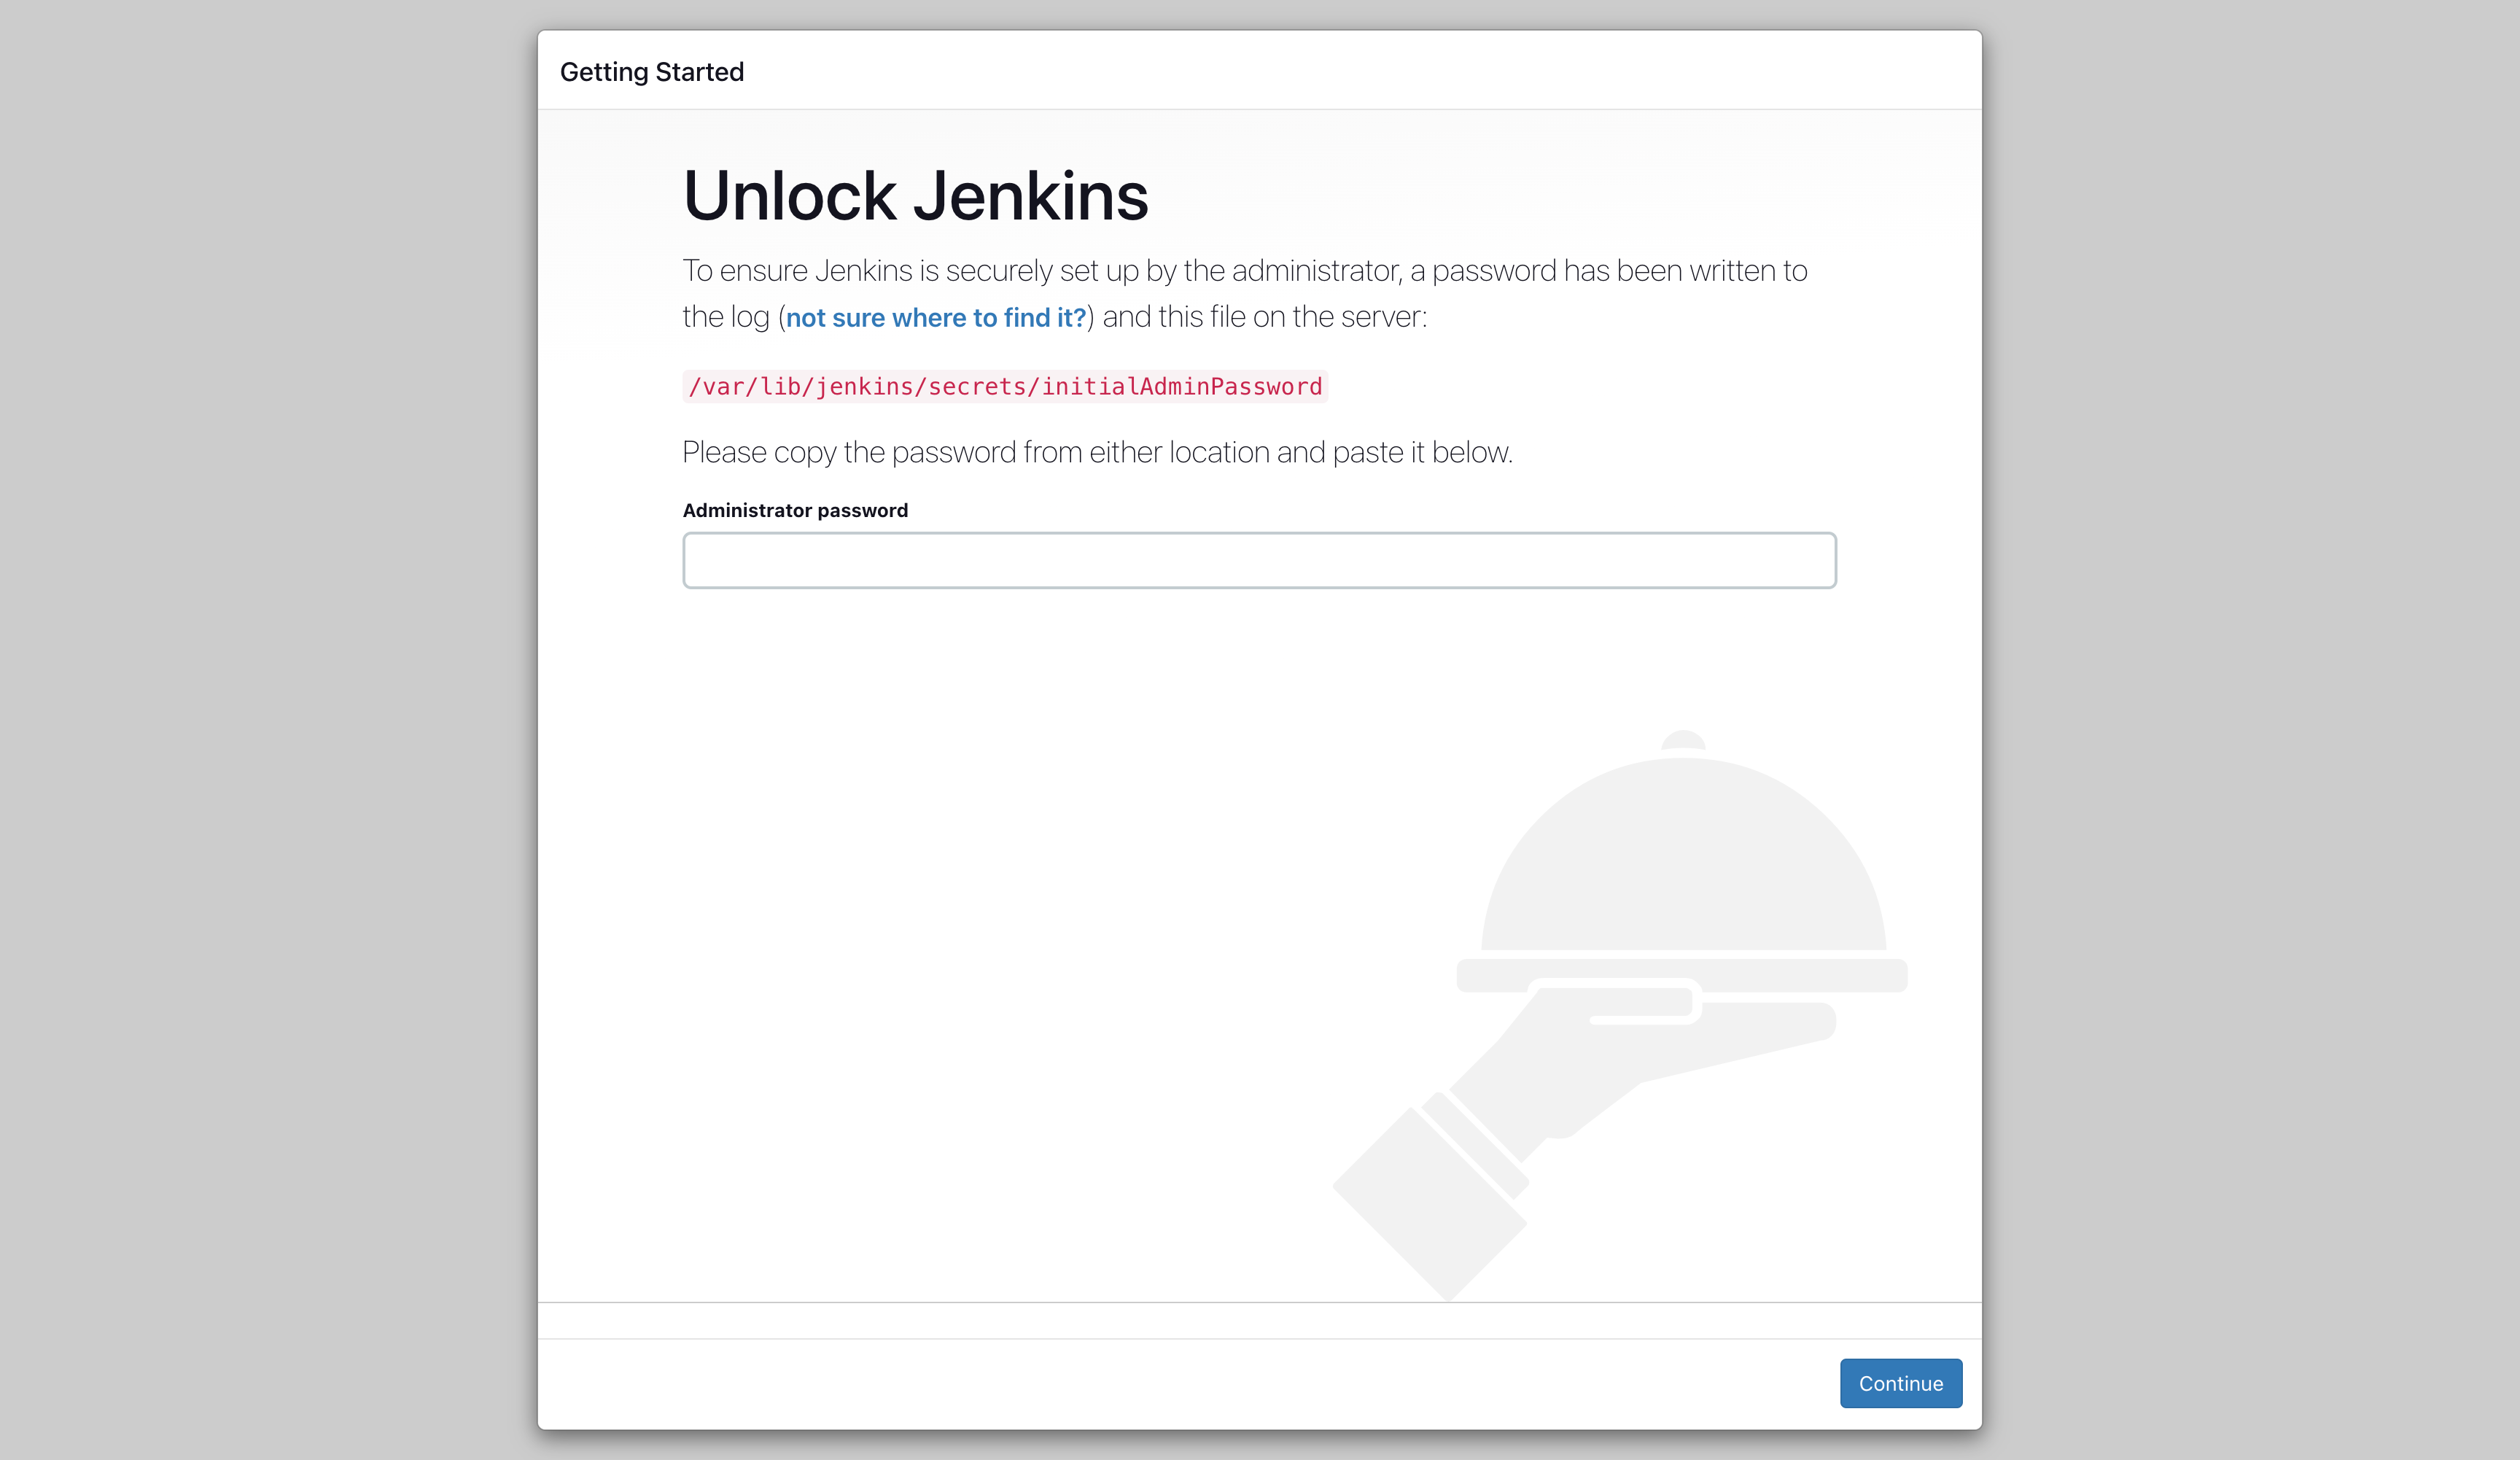 Getting Started
Unlock Jenkins
To ensure Jenkins is securely set up by the administrator, a password has been written to
the log (not sure where to find it?) and this file on the server:
/var/lib/jenkins/secrets/initialAdminPassword
Please copy the password from either location and paste it below.
Administrator password
Continue